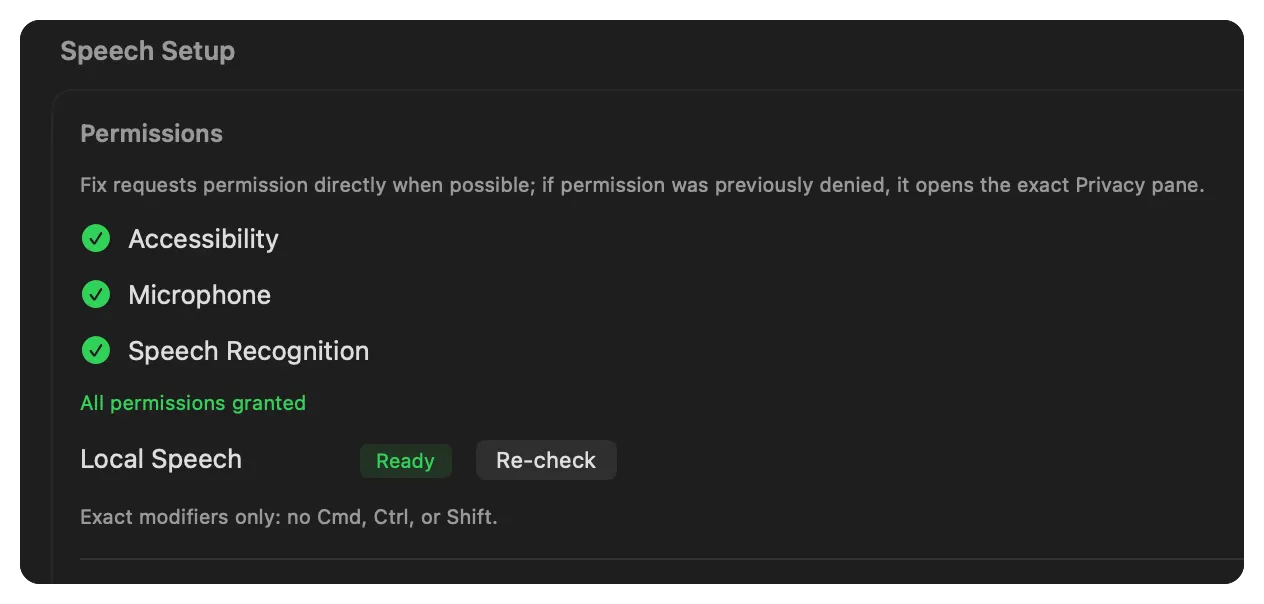 Speech Setup
Permissions
Fix requests permission directly when possible; if permission was previously denied, it opens the exact Privacy pane.
Accessibility
Microphone
Speech Recognition
All permissions granted
Local Speech Ready Re-check
Exact modifiers only: no Cmd, Ctrl, or Shift.